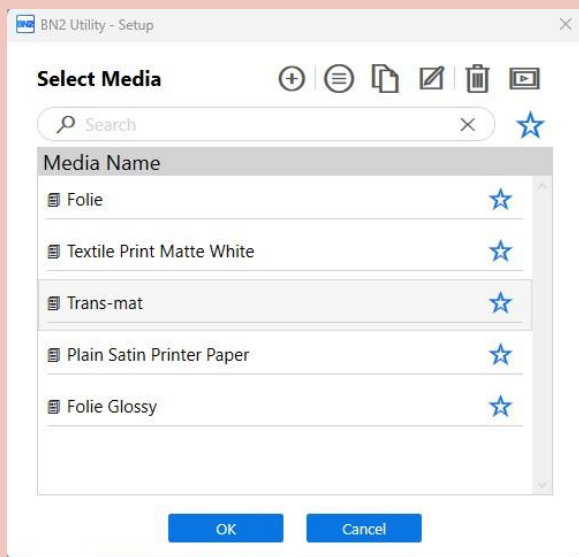 BN2 BN2 Utility - Setup
Select Media
Search
Media Name
Folie
Textile Print Matte White
Trans-mat
Plain Satin Printer Paper
Folie Glossy
OK Cancel